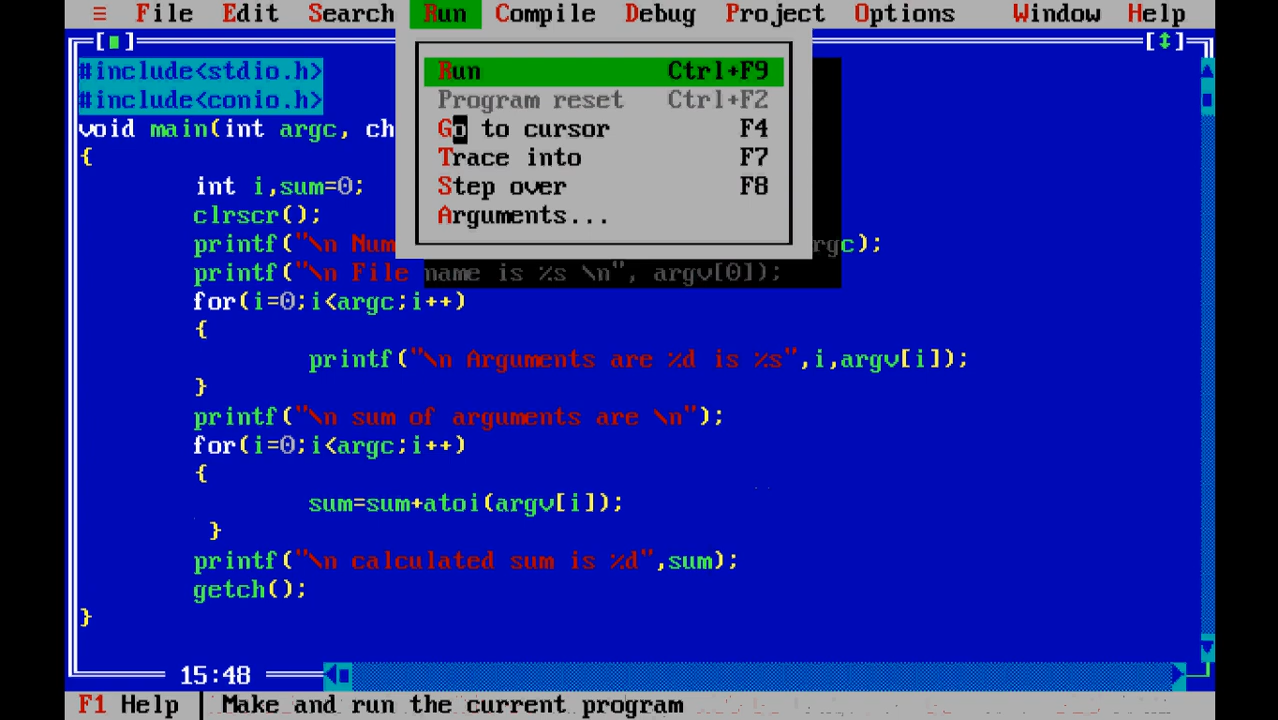 ≡ File Edit Search Run Compile Debug Project Options Window Help
#include<stdio.h>
#include<conio.h>
void main(int argc, ch
{
int i,sum=0;
clrscr();
printf("\n Num rgc);
printf("\n File name is %s \n", argv[0]);
for(i=0;i<argc;i++)
{
printf("\n Arguments are %d is %s",i,argv[i]);
}
printf("\n sum of arguments are \n");
for(i=0;i<argc;i++)
{
sum=sum+atoi(argv[i]);
}
printf("\n calculated sum is %d",sum);
getch();
}
Run Ctrl+F9
Program reset Ctrl+F2
Go to cursor F4
Trace into F7
Step over F8
Arguments...
15:48
F1 Help | Make and run the current program